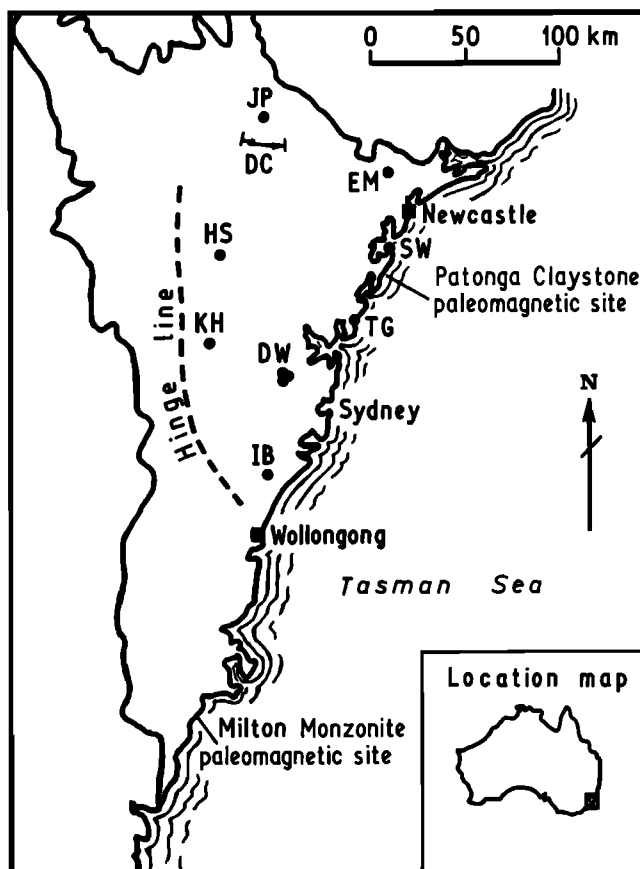 0 50 100 km
JP
DC
EM
Newcastle
HS
SW
Patonga Claystone
paleomagnetic site
Hinge line
KH
TG
DW
N
Sydney
IB
Wollongong
Tasman Sea
Location map
Milton Monzonite
paleomagnetic site